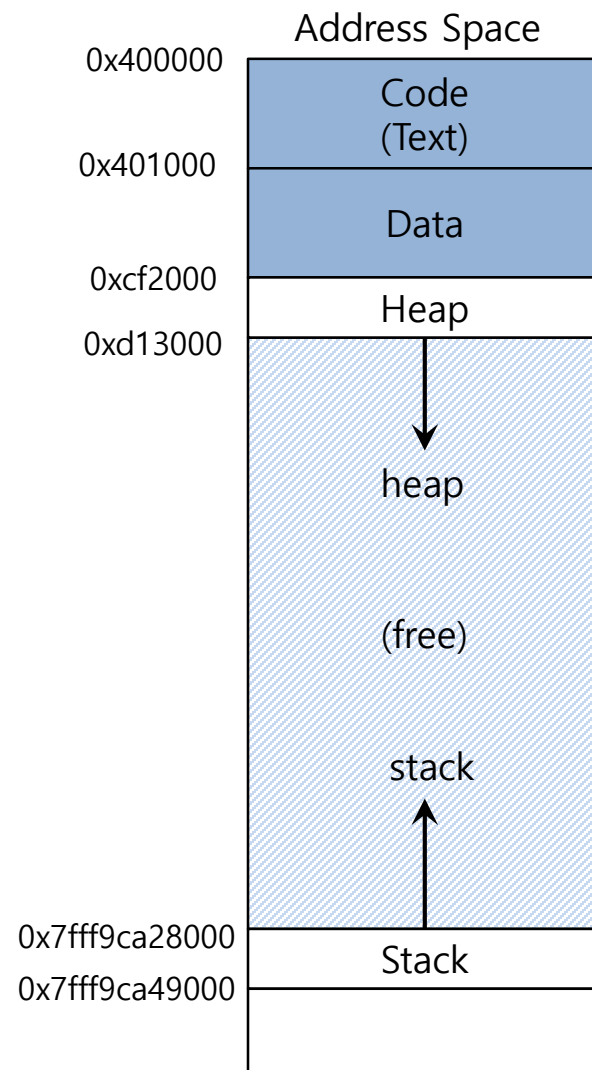 Address Space
0x400000
Code
(Text)
0x401000
Data
0xcf2000
Heap
0xd13000
heap
(free)
stack
0x7fff9ca28000
Stack
0x7fff9ca49000